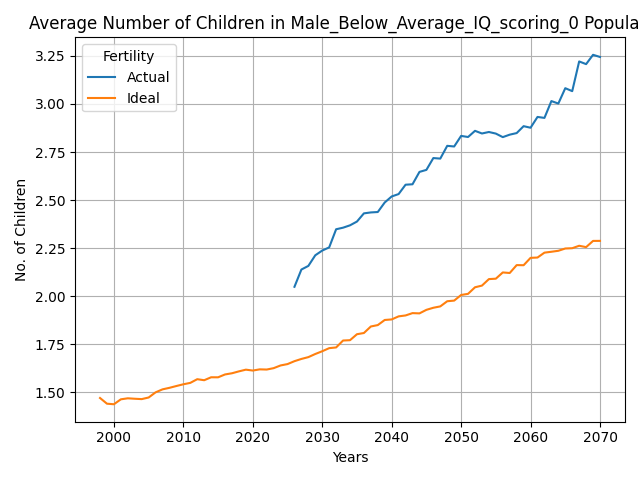 Average Number of Children in Male_Below_Average_IQ_scoring_0 Popula
Fertility
Actual
Ideal
No. of Children
3.25
3.00
2.75
2.50
2.25
2.00
1.75
1.50
2000 2010 2020 2030 2040 2050 2060 2070
Years